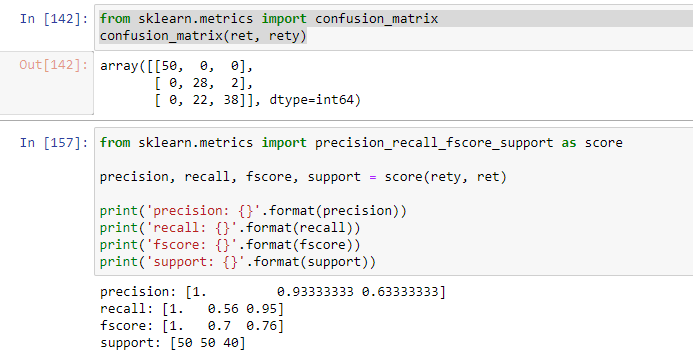 In [142]: from sklearn.metrics import confusion_matrix
confusion_matrix(ret, rety)
Out[142]: array([[50,  0,  0],
       [ 0, 28,  2],
       [ 0, 22, 38]], dtype=int64)
In [157]: from sklearn.metrics import precision_recall_fscore_support as score
precision, recall, fscore, support = score(rety, ret)
print('precision: {}'.format(precision))
print('recall: {}'.format(recall))
print('fscore: {}'.format(fscore))
print('support: {}'.format(support))
precision: [1.         0.93333333 0.63333333]
recall: [1.   0.56 0.95]
fscore: [1.   0.7  0.76]
support: [50 50 40]